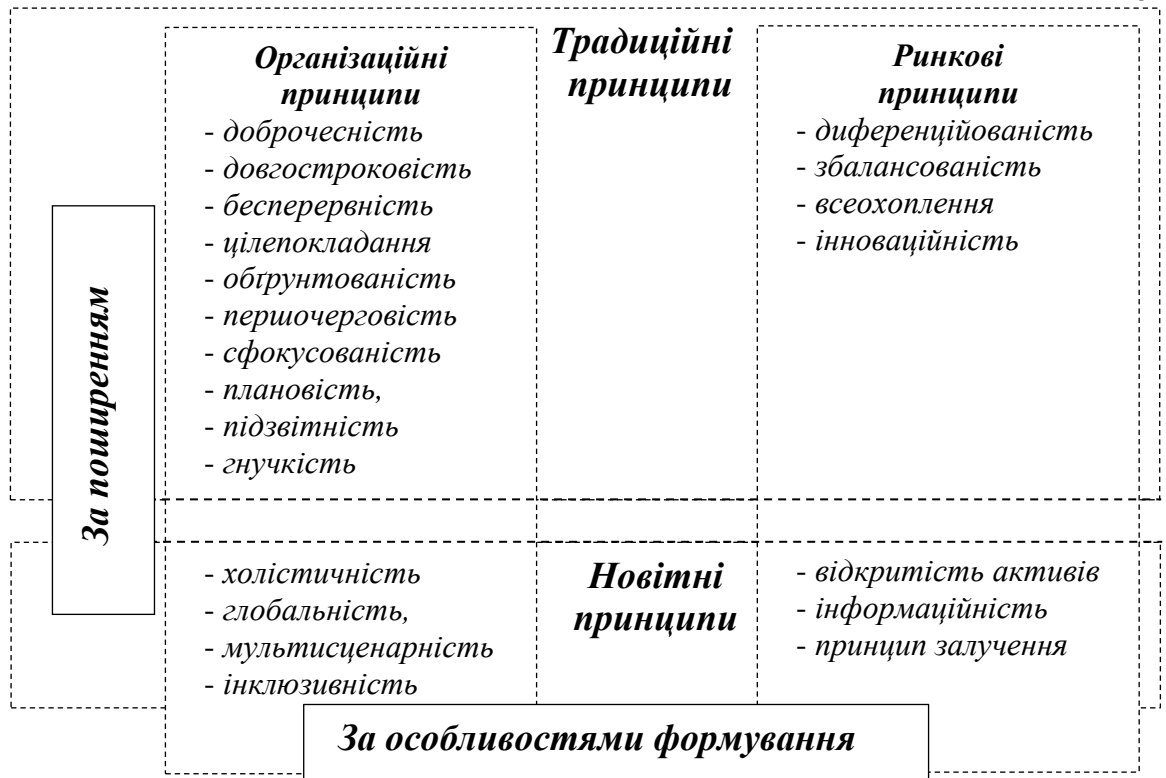 Організаційні
принципи
- доброчесність
- довгостроковість
- бесперервність
- цілепокладання
- обґрунтованість
- першочерговість
- сфокусованість
- плановість,
- підзвітність
- гнучкість
Традиційні
принципи
Ринкові
принципи
- диференційованість
- збалансованість
- всеохоплення
- інноваційність
За поширенням
- холістичність
- глобальність,
- мультисценарність
- інклюзивність
Новітні
принципи
- відкритість активів
- інформаційність
- принцип залучення
За особливостями формування